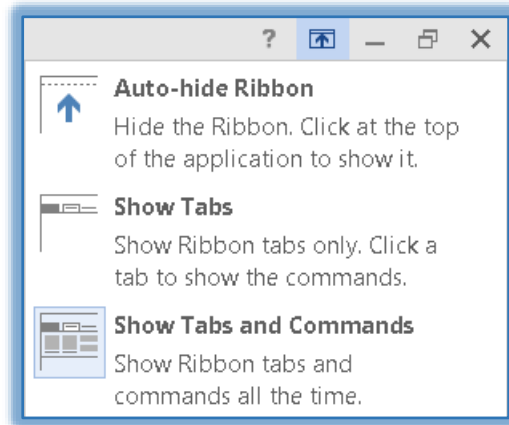 ?
Auto-hide Ribbon
Hide the Ribbon. Click at the top
of the application to show it.
Show Tabs
Show Ribbon tabs only. Click a
tab to show the commands.
Show Tabs and Commands
Show Ribbon tabs and
commands all the time.